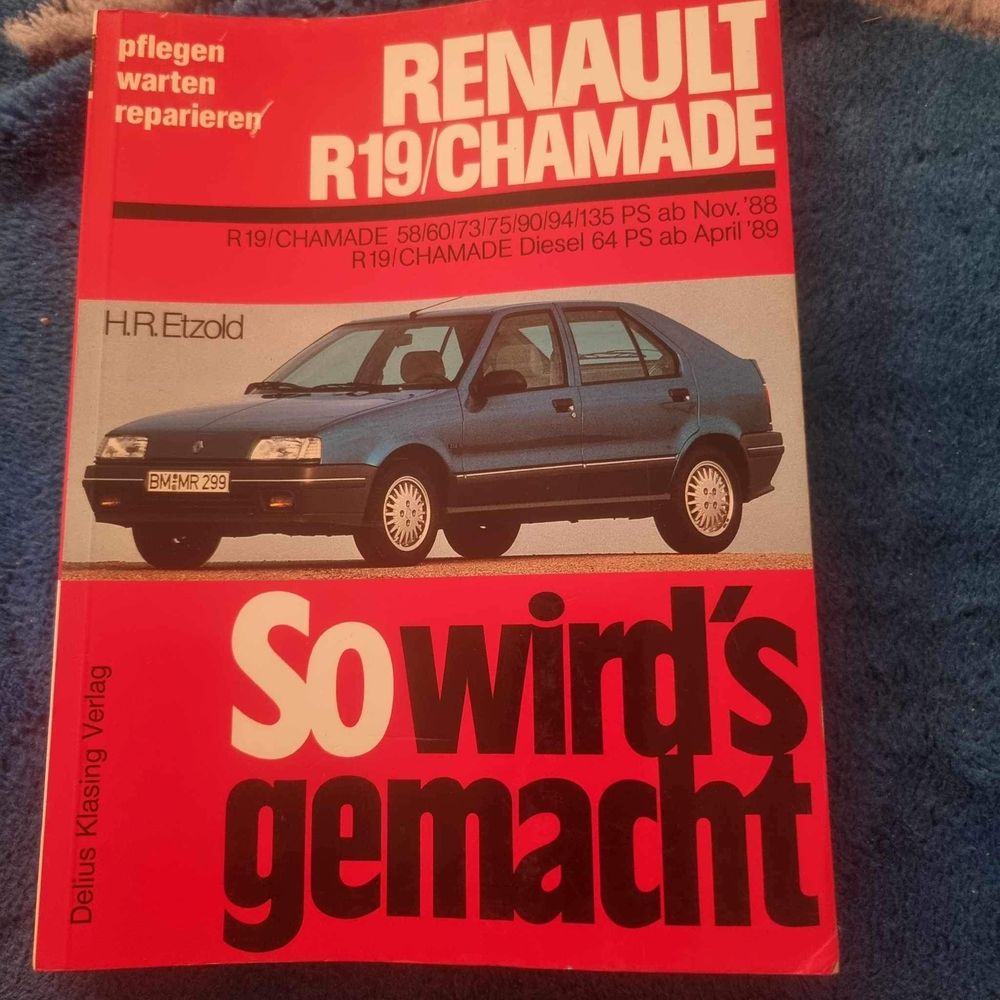 pflegen
warten
reparieren
RENAULT
R19/CHAMADE
R19/CHAMADE 58/60/73/75/90/94/135 PS ab Nov. '88
R19/CHAMADE Diesel 64 PS ab April '89
H.R. Etzold
BM MR 299
So wird's
gemacht
Delius Klasing Verlag